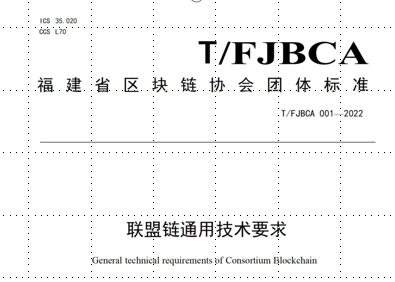 ICS 35.020
CCS L70
T/FJBCA
福建省区块链协会团体标准
T/FJBCA 001—2022
联盟链通用技术要求
General technical requirements of Consortium Blockchain